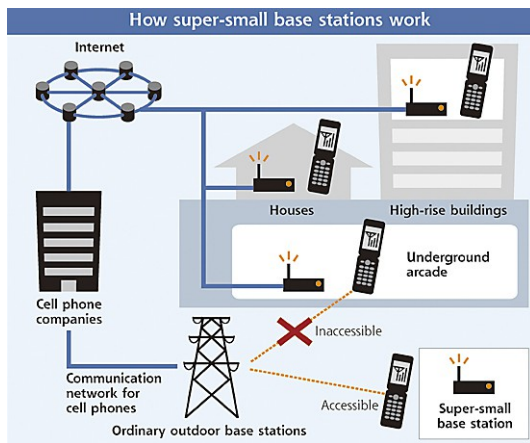 How super-small base stations work
Internet
Houses
High-rise buildings
Underground
arcade
Cell phone
companies
Inaccessible
Communication
network for
cell phones
Accessible
Ordinary outdoor base stations
Super-small
base station